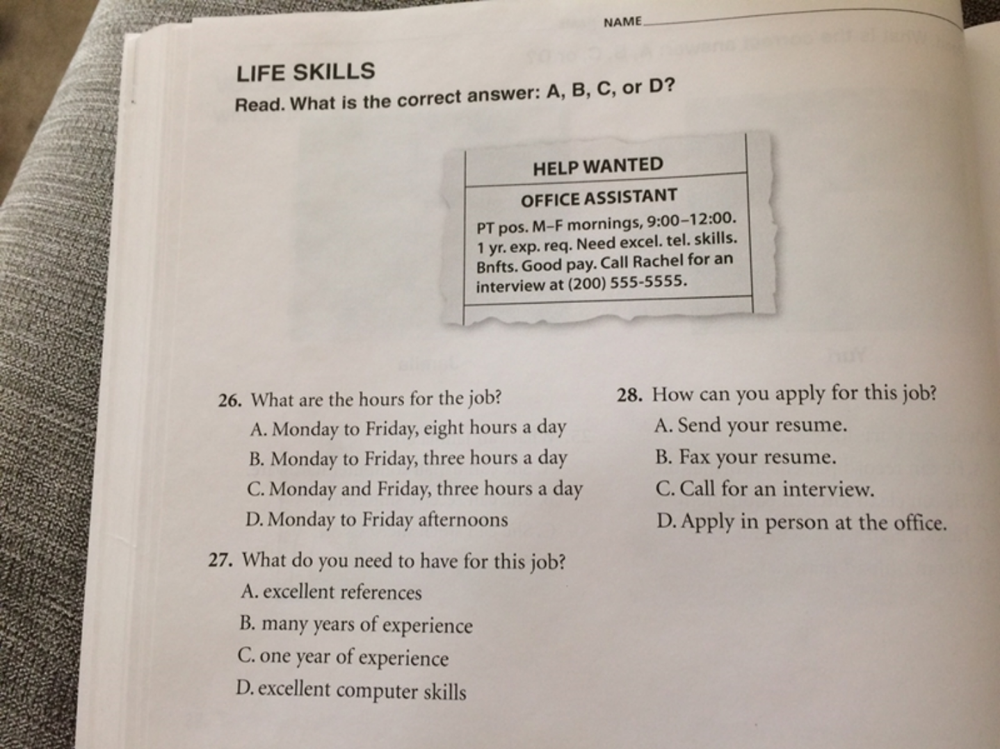 NAME
LIFE SKILLS
Read. What is the correct answer: A, B, C, or D?
HELP WANTED
OFFICE ASSISTANT
PT pos. M–F mornings, 9:00–12:00.
1 yr. exp. req. Need excel. tel. skills.
Bnfts. Good pay. Call Rachel for an
interview at (200) 555-5555.
26. What are the hours for the job?
A. Monday to Friday, eight hours a day
B. Monday to Friday, three hours a day
C. Monday and Friday, three hours a day
D. Monday to Friday afternoons
27. What do you need to have for this job?
A. excellent references
B. many years of experience
C. one year of experience
D. excellent computer skills
28. How can you apply for this job?
A. Send your resume.
B. Fax your resume.
C. Call for an interview.
D. Apply in person at the office.